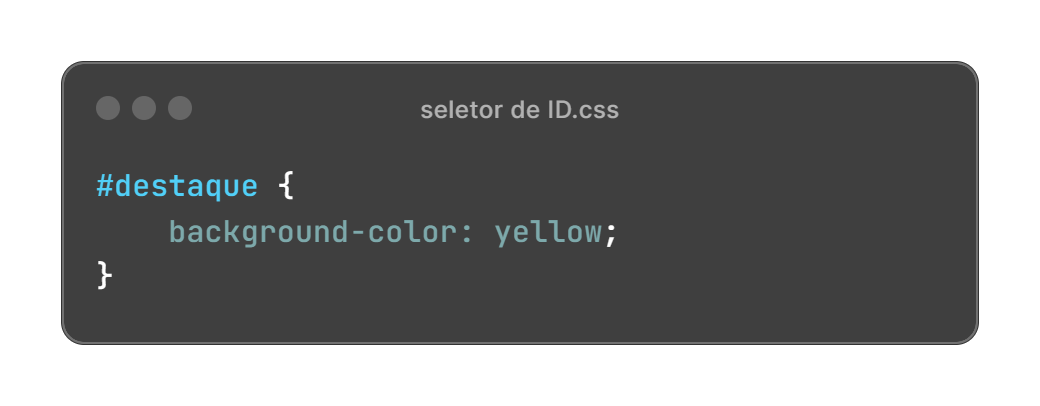 seletor de ID.css
#destaque {
    background-color: yellow;
}